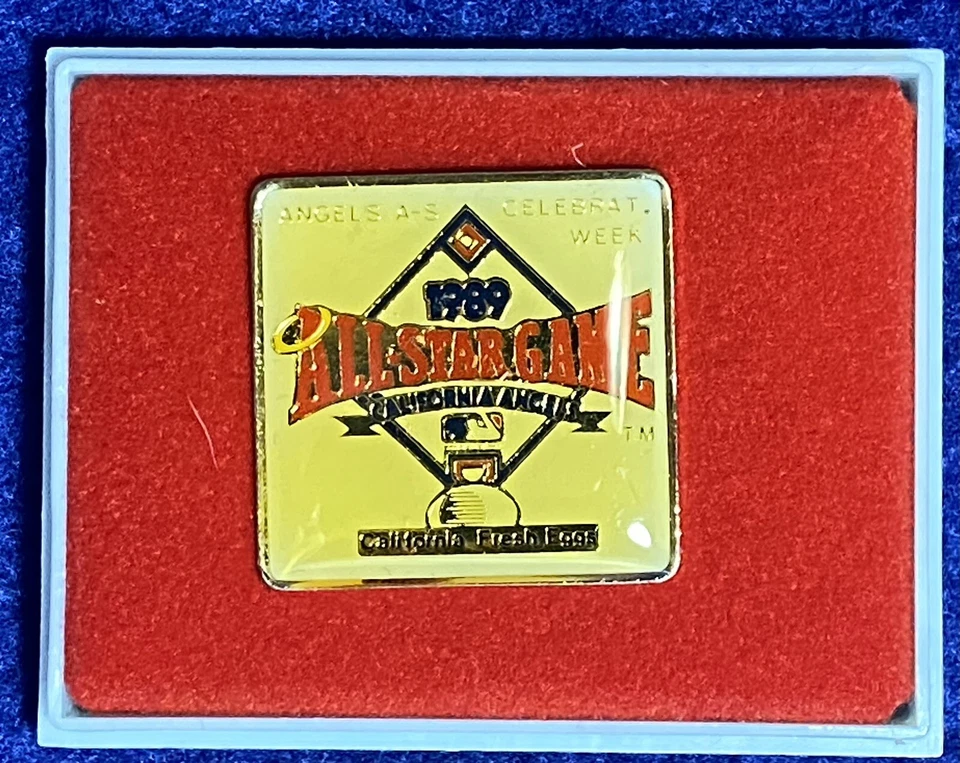 ANGELS A-S CELEBRAT.
WEEK
1989
ALL-STAR GAME
CALIFORNIA ANGELS
TM
California Fresh Eggs